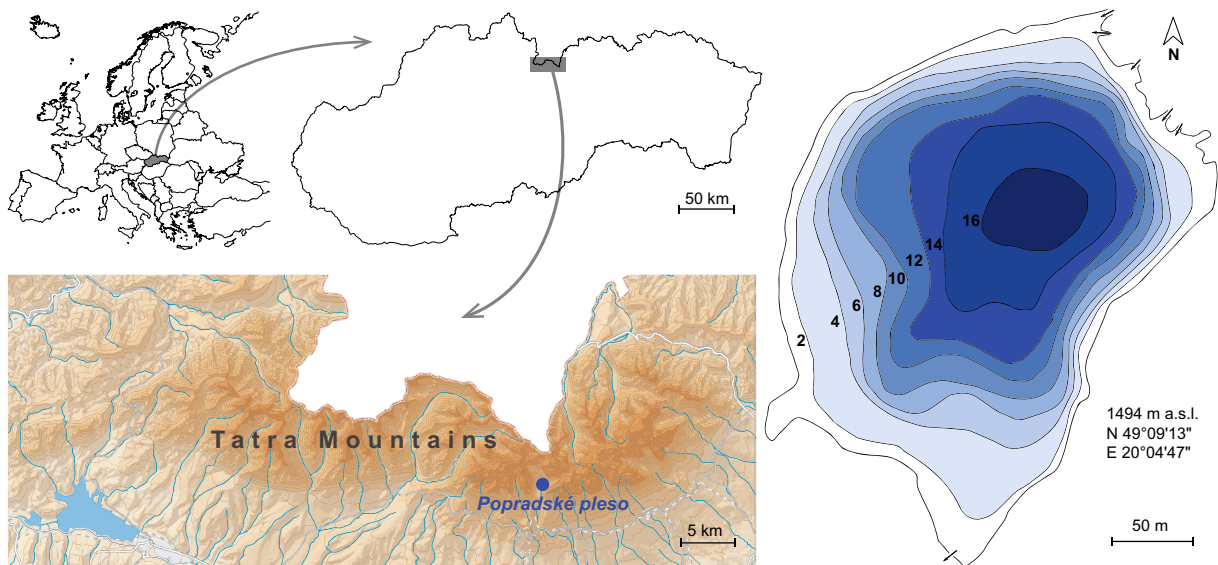 50 km
Tatra Mountains
Popradské pleso
5 km
N
16
14
12
10
8
6
4
2
1494 m a.s.l.
N 49°09'13"
E 20°04'47"
50 m